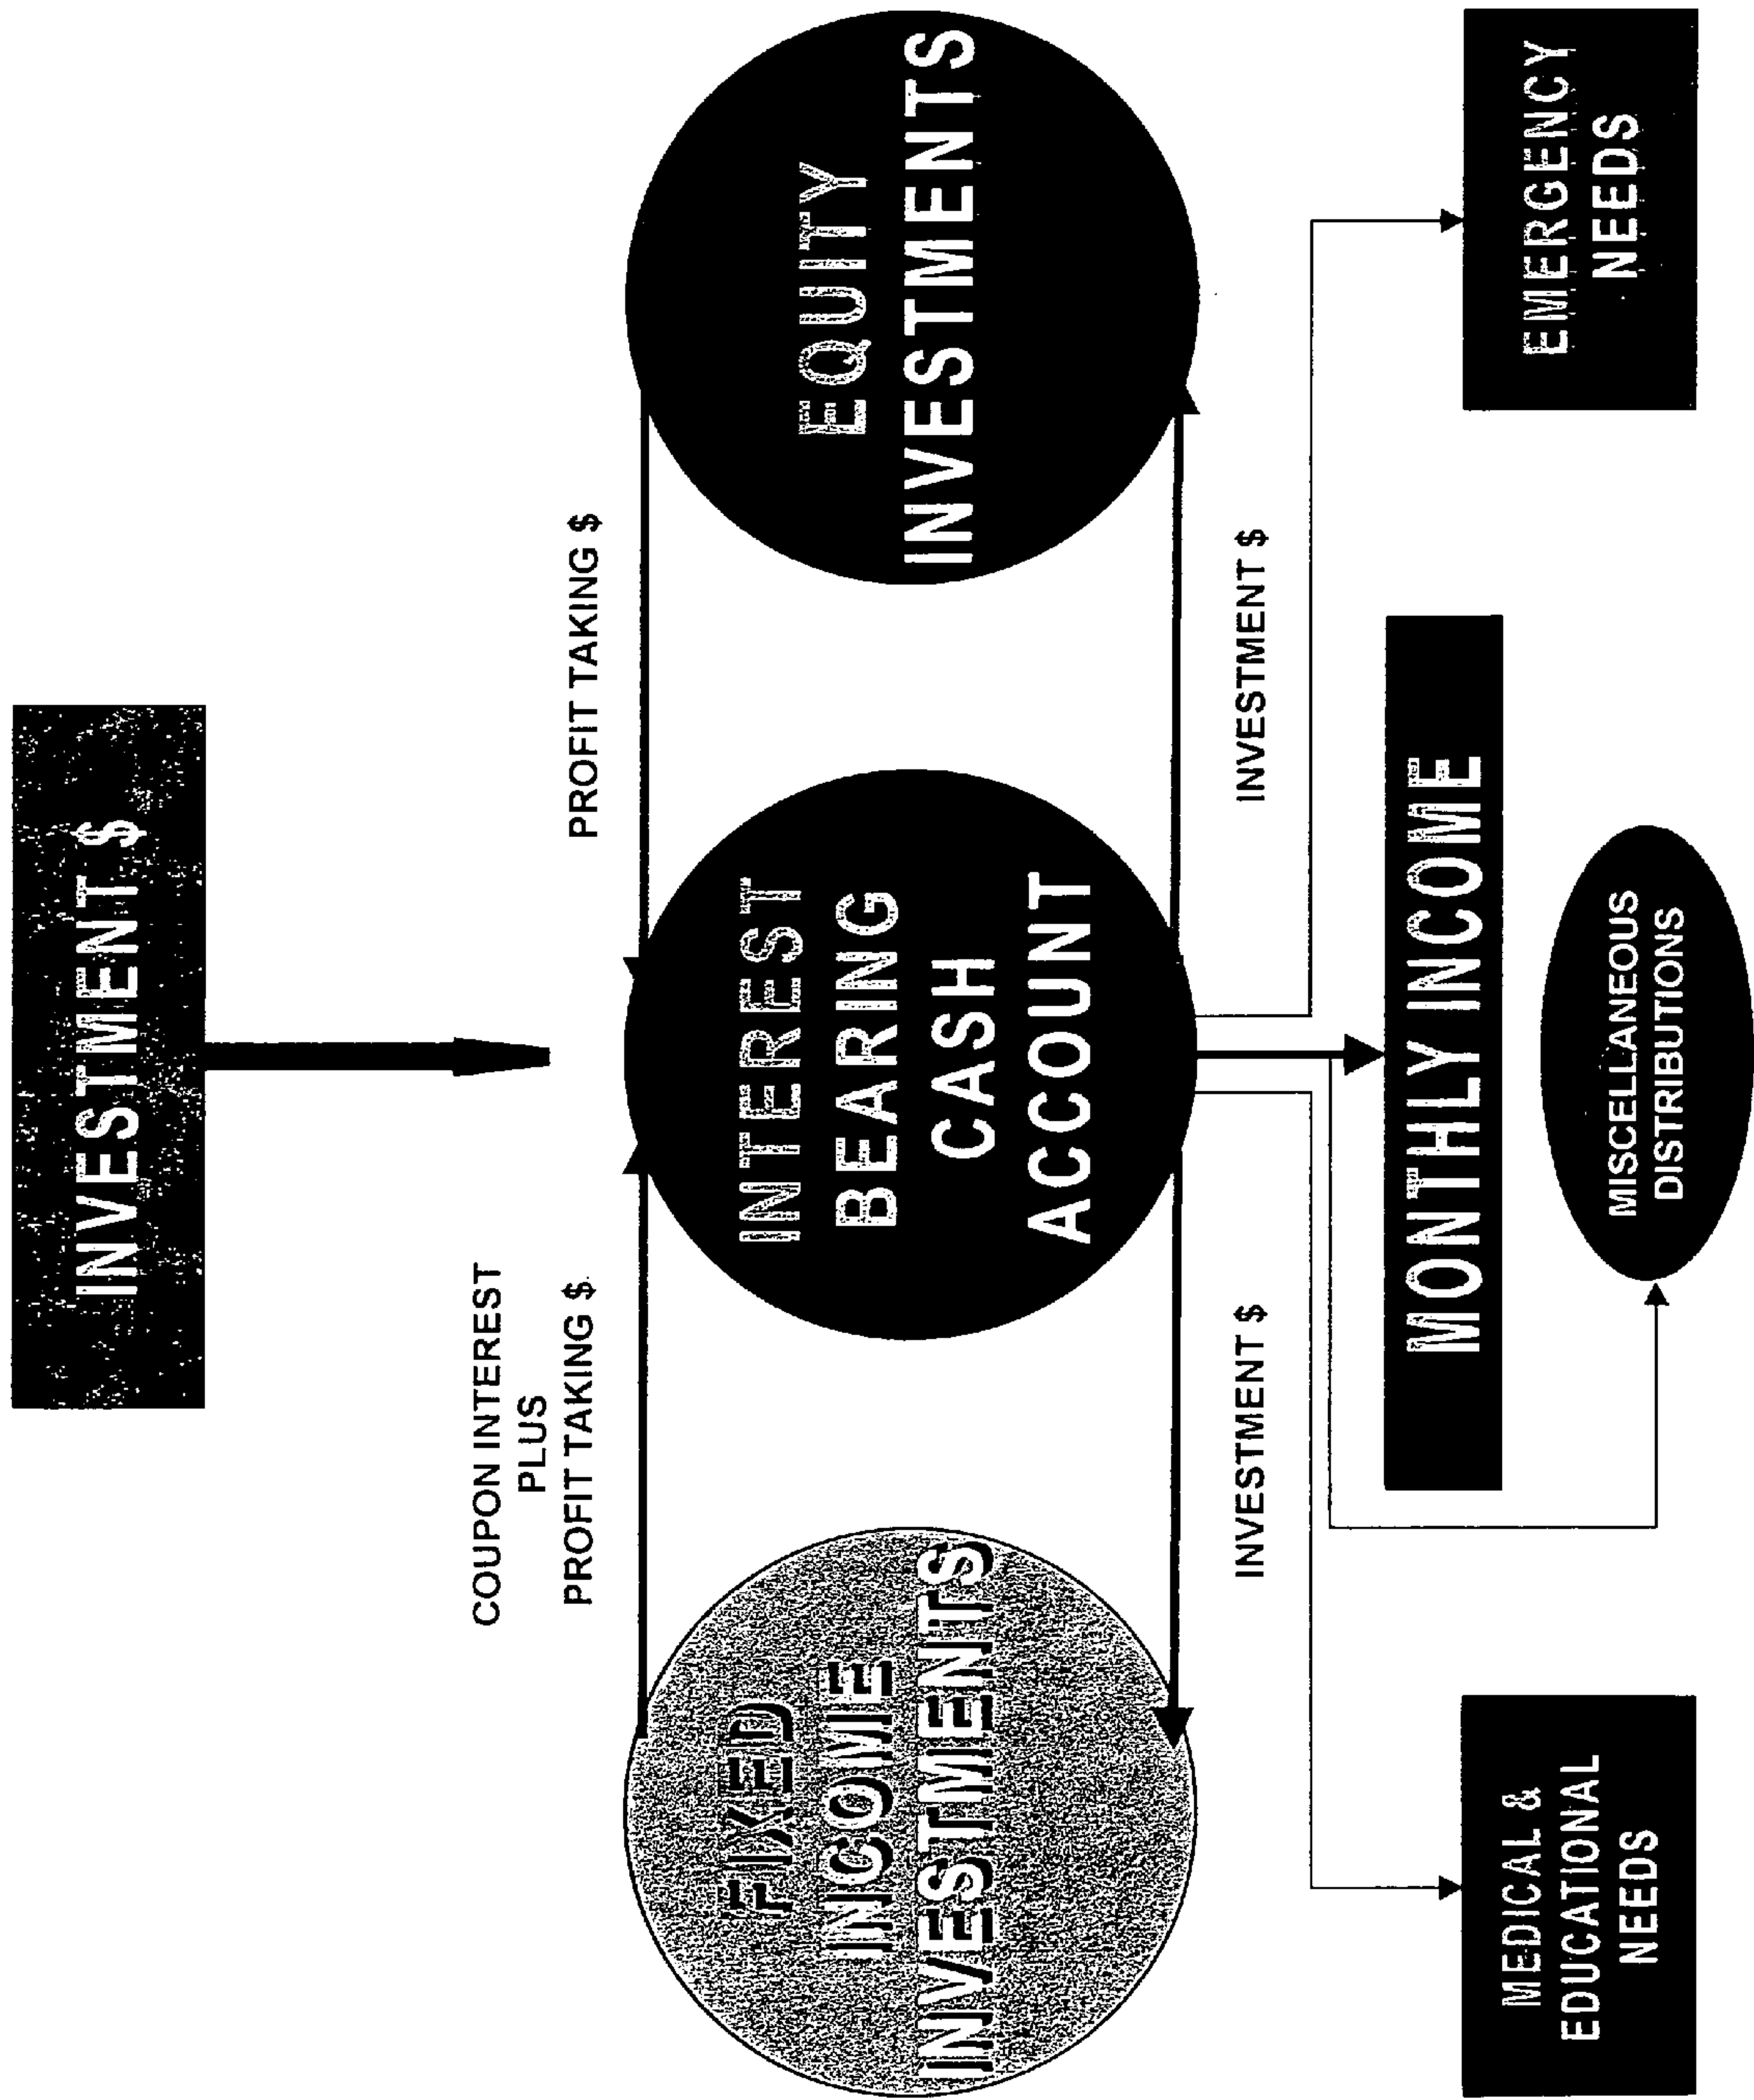 INVESTMENT $
COUPON INTEREST
PLUS
PROFIT TAKING $
PROFIT TAKING $
FIXED
INCOME
INVESTMENTS
INTEREST
BEARING
CASH
ACCOUNT
EQUITY
INVESTMENTS
INVESTMENT $
INVESTMENT $
MEDICAL &
EDUCATIONAL
NEEDS
MONTHLY INCOME
EMERGENCY
NEEDS
MISCELLANEOUS
DISTRIBUTIONS